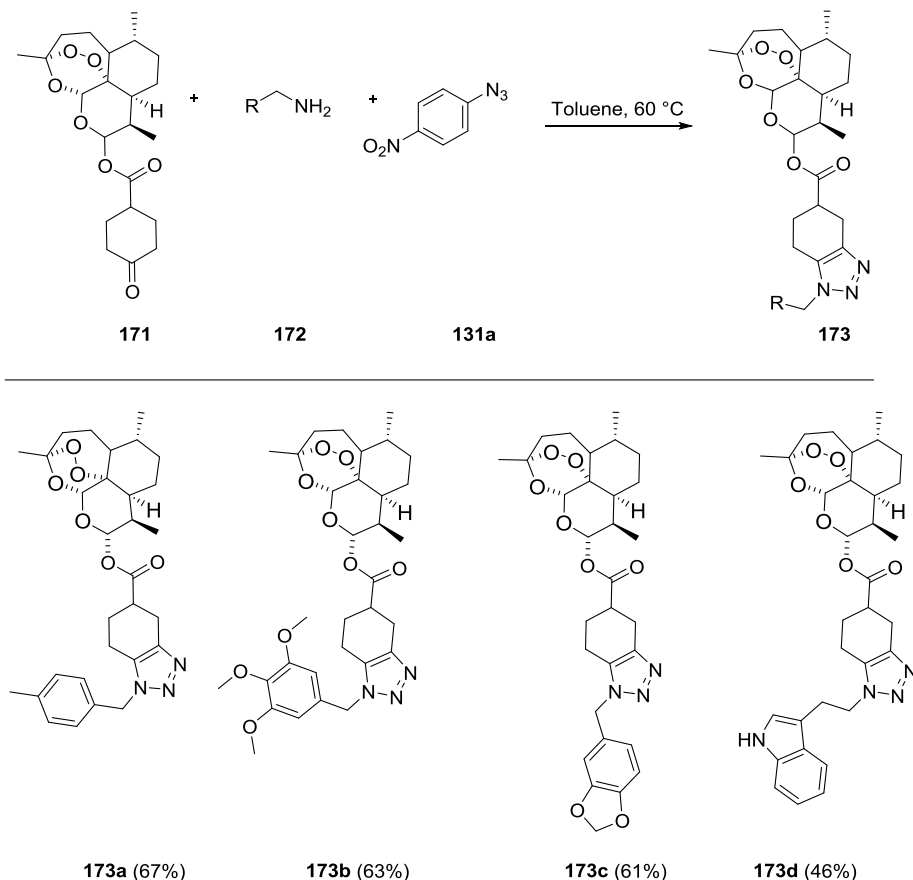 O
O
O
O
O
O
O
H
O
+
R
NH₂
+
N₃
O₂N
Toluene, 60 °C
O
O
O
O
O
O
H
N
N
N
R
171
172
131a
173
O
O
O
O
O
O
H
N
N
N
O
O
O
O
O
O
H
O
O
O
N
N
N
O
O
O
O
O
O
H
N
N
N
O
O
O
O
O
O
O
O
H
N
N
N
HN
173a (67%)
173b (63%)
173c (61%)
173d (46%)